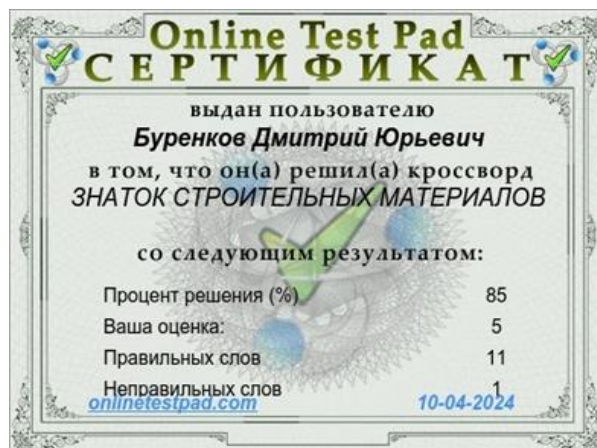 Online Test Pad
СЕРТИФИКАТ
выдан пользователю
Буренков Дмитрий Юрьевич
в том, что он(а) решил(а) кроссворд
ЗНАТОК СТРОИТЕЛЬНЫХ МАТЕРИАЛОВ
со следующим результатом:
Процент решения (%) 85
Ваша оценка: 5
Правильных слов 11
Неправильных слов 1
onlinetestpad.com 10-04-2024